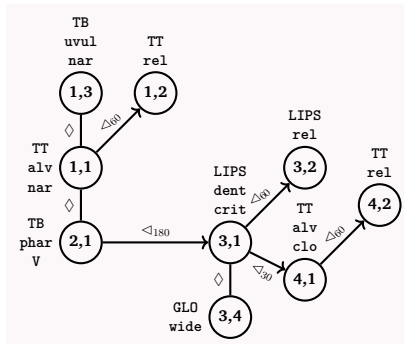 TB
uvul
nar
1,3
TT
rel
1,2
◁60
◊
TT
alv
nar
1,1
◊
TB
phar
V
2,1
◁180
LIPS
dent
crit
3,1
◁60
LIPS
rel
3,2
◁30
TT
alv
clo
4,1
◁60
TT
rel
4,2
◊
GLO
wide
3,4